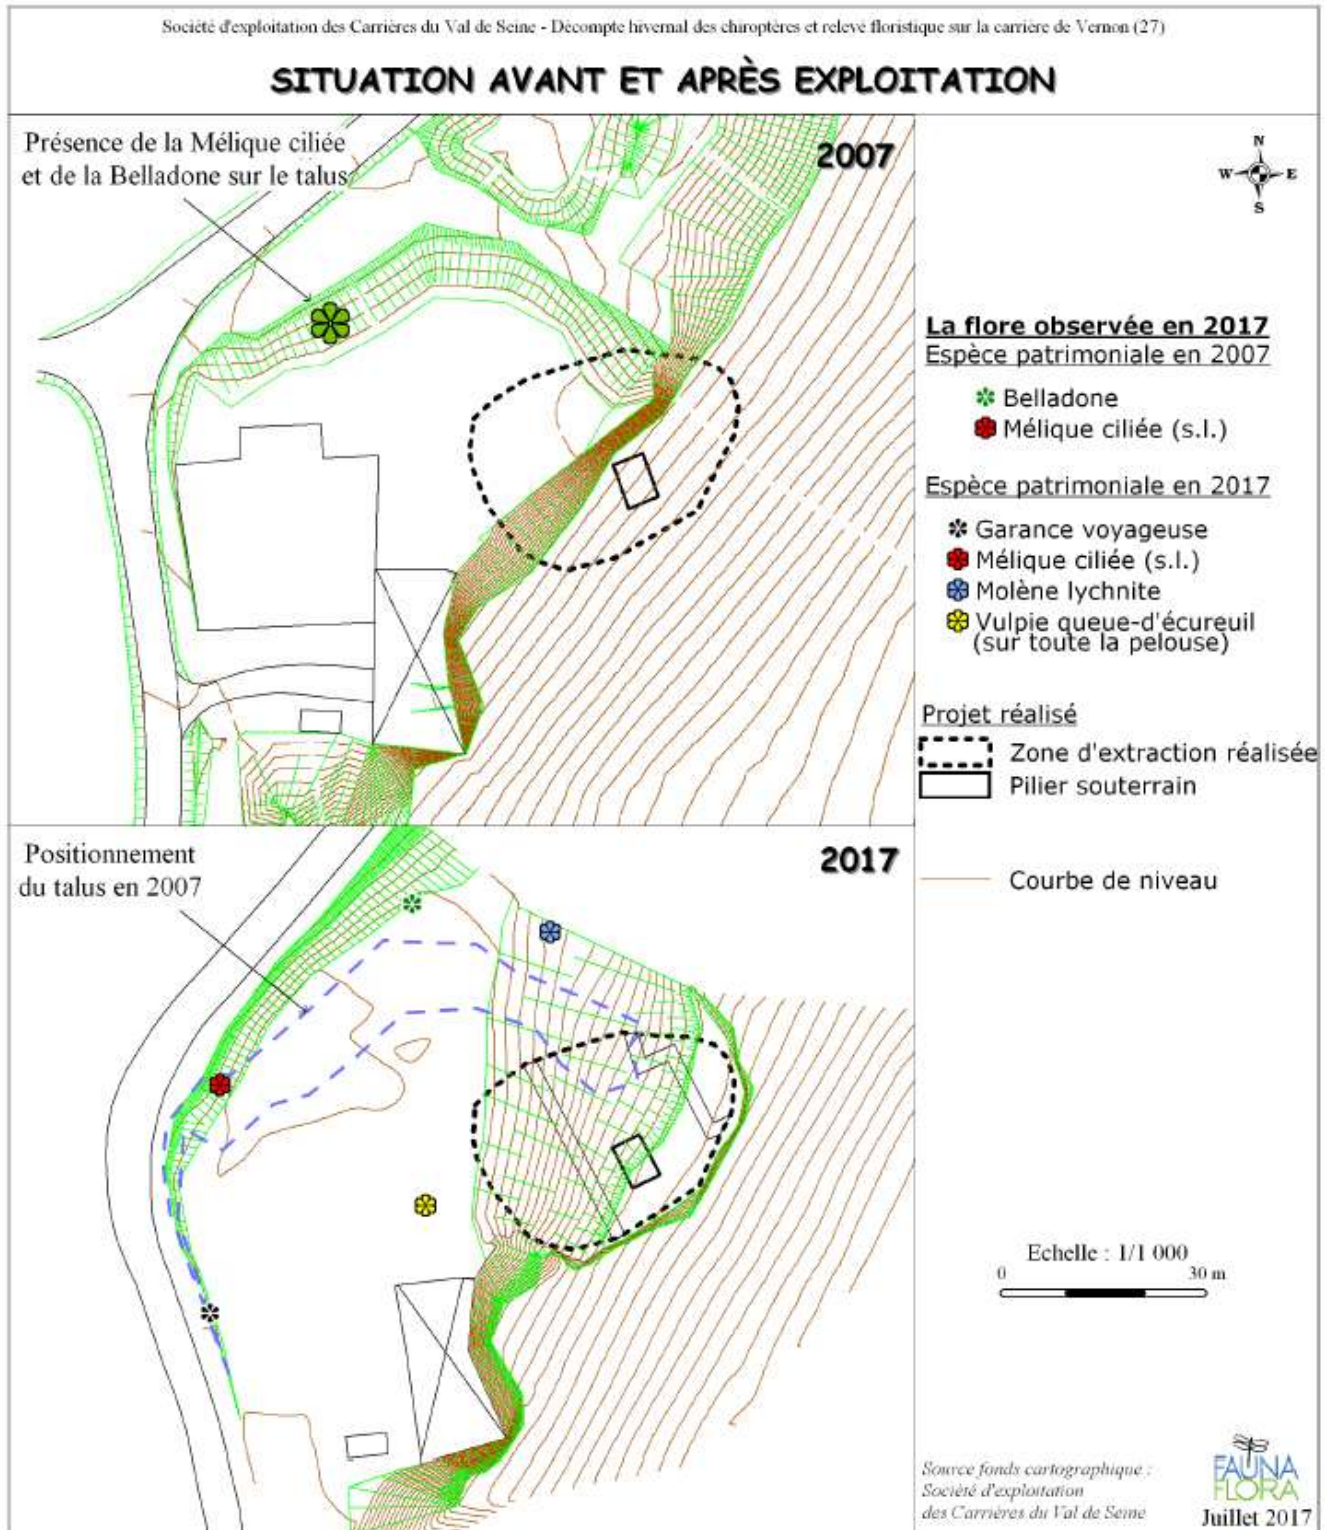 Société d'exploitation des Carrières du Val de Seine - Décompte hivernal des chiroptères et relevé floristique sur la carrière de Vernon (27)
SITUATION AVANT ET APRÈS EXPLOITATION
Présence de la Mélique ciliée
et de la Belladone sur le talus
2007
N
W E
S
La flore observée en 2017
Espèce patrimoniale en 2007
Belladone
Mélique ciliée (s.l.)
Espèce patrimoniale en 2017
Garance voyageuse
Mélique ciliée (s.l.)
Molène lychnite
Vulpie queue-d'écureuil
(sur toute la pelouse)
Projet réalisé
Zone d'extraction réalisée
Pilier souterrain
Courbe de niveau
Positionnement
du talus en 2007
2017
Echelle : 1/1 000
0 30 m
Source fonds cartographique :
Société d'exploitation
des Carrières du Val de Seine
FAUNA
FLORA
Juillet 2017